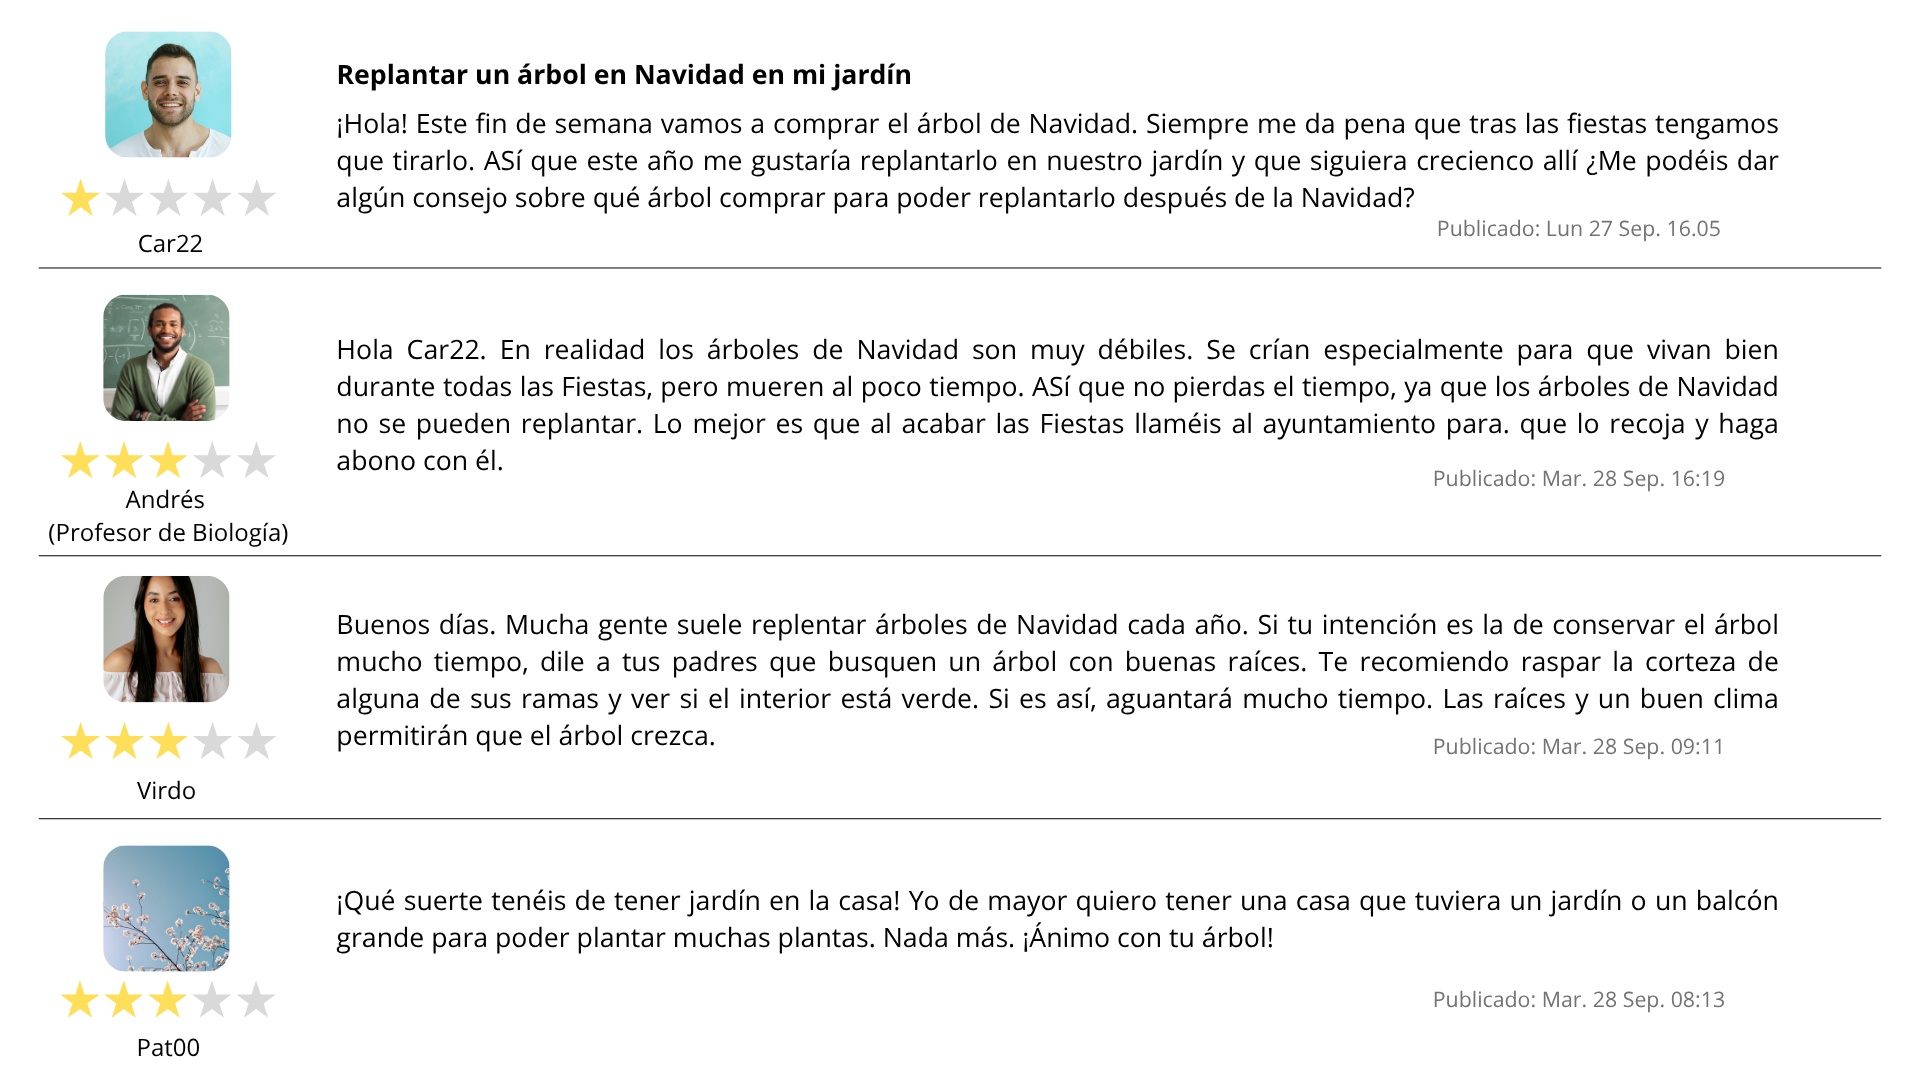 Replantar un árbol en Navidad en mi jardín
¡Hola! Este fin de semana vamos a comprar el árbol de Navidad. Siempre me da pena que tras las fiestas tengamos
que tirarlo. ASí que este año me gustaría replantarlo en nuestro jardín y que siguiera crecienco allí ¿Me podéis dar
algún consejo sobre qué árbol comprar para poder replantarlo después de la Navidad?
Publicado: Lun 27 Sep. 16.05
Car22
Hola Car22. En realidad los árboles de Navidad son muy débiles. Se crían especialmente para que vivan bien
durante todas las Fiestas, pero mueren al poco tiempo. ASí que no pierdas el tiempo, ya que los árboles de Navidad
no se pueden replantar. Lo mejor es que al acabar las Fiestas llaméis al ayuntamiento para. que lo recoja y haga
abono con él.
Publicado: Mar. 28 Sep. 16:19
Andrés
(Profesor de Biología)
Buenos días. Mucha gente suele replentar árboles de Navidad cada año. Si tu intención es la de conservar el árbol
mucho tiempo, dile a tus padres que busquen un árbol con buenas raíces. Te recomiendo raspar la corteza de
alguna de sus ramas y ver si el interior está verde. Si es así, aguantará mucho tiempo. Las raíces y un buen clima
permitirán que el árbol crezca.
Publicado: Mar. 28 Sep. 09:11
Virdo
¡Qué suerte tenéis de tener jardín en la casa! Yo de mayor quiero tener una casa que tuviera un jardín o un balcón
grande para poder plantar muchas plantas. Nada más. ¡Ánimo con tu árbol!
Publicado: Mar. 28 Sep. 08:13
Pat00